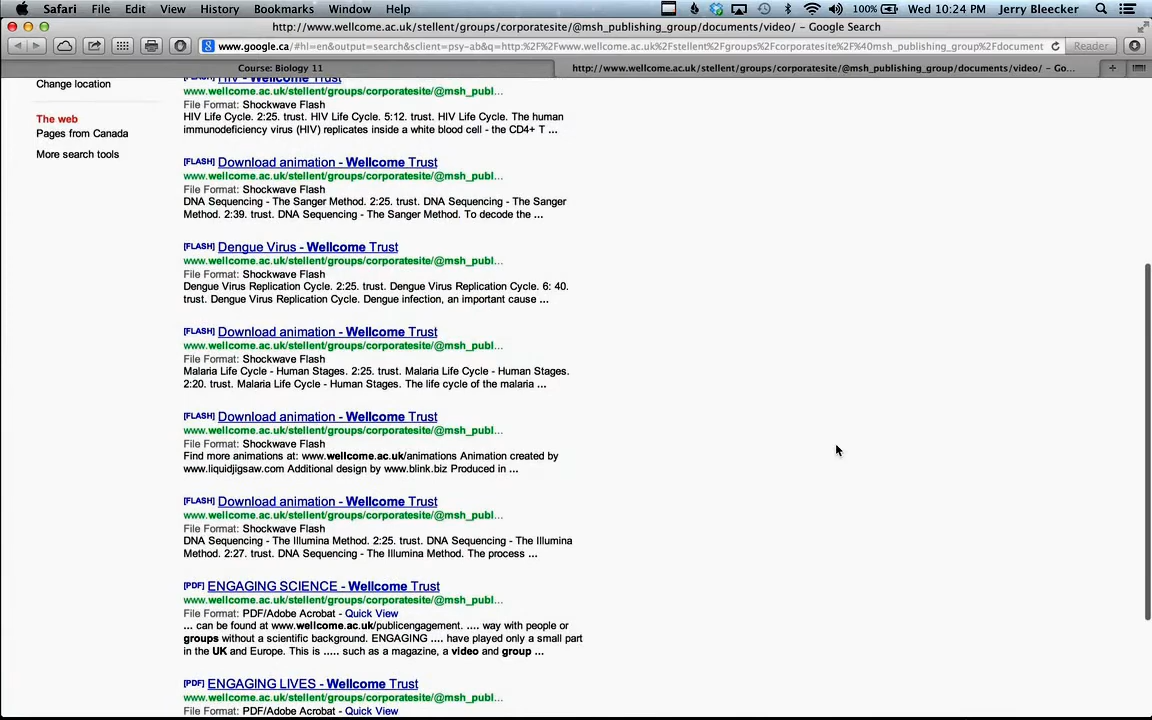 Safari File Edit View History Bookmarks Window Help 100% Wed 10:24 PM Jerry Bleecker
http://www.wellcome.ac.uk/stellent/groups/corporatesite/@msh_publishing_group/documents/video/ – Google Search
www.google.ca/#hl=en&output=search&sclient=psy-ab&q=http:%2F%2Fwww.wellcome.ac.uk%2Fstellent%2Fgroups%2Fcorporatesite%2F%40msh_publishing_group%2Fdocument Reader
Course: Biology 11
http://www.wellcome.ac.uk/stellent/groups/corporatesite/@msh_publishing_group/documents/video/ – Go...
Change location
The web
Pages from Canada
More search tools
[FLASH] HIV - Wellcome Trust
www.wellcome.ac.uk/stellent/groups/corporatesite/@msh_publ...
File Format: Shockwave Flash
HIV Life Cycle. 2:25. trust. HIV Life Cycle. 5:12. trust. HIV Life Cycle. The human
immunodeficiency virus (HIV) replicates inside a white blood cell - the CD4+ T ...
[FLASH] Download animation - Wellcome Trust
www.wellcome.ac.uk/stellent/groups/corporatesite/@msh_publ...
File Format: Shockwave Flash
DNA Sequencing - The Sanger Method. 2:25. trust. DNA Sequencing - The Sanger
Method. 2:39. trust. DNA Sequencing - The Sanger Method. To decode the ...
[FLASH] Dengue Virus - Wellcome Trust
www.wellcome.ac.uk/stellent/groups/corporatesite/@msh_publ...
File Format: Shockwave Flash
Dengue Virus Replication Cycle. 2:25. trust. Dengue Virus Replication Cycle. 6: 40.
trust. Dengue Virus Replication Cycle. Dengue infection, an important cause ...
[FLASH] Download animation - Wellcome Trust
www.wellcome.ac.uk/stellent/groups/corporatesite/@msh_publ...
File Format: Shockwave Flash
Malaria Life Cycle - Human Stages. 2:25. trust. Malaria Life Cycle - Human Stages.
2:20. trust. Malaria Life Cycle - Human Stages. The life cycle of the malaria ...
[FLASH] Download animation - Wellcome Trust
www.wellcome.ac.uk/stellent/groups/corporatesite/@msh_publ...
File Format: Shockwave Flash
Find more animations at: www.wellcome.ac.uk/animations Animation created by
www.liquidjigsaw.com Additional design by www.blink.biz Produced in ...
[FLASH] Download animation - Wellcome Trust
www.wellcome.ac.uk/stellent/groups/corporatesite/@msh_publ...
File Format: Shockwave Flash
DNA Sequencing - The Illumina Method. 2:25. trust. DNA Sequencing - The Illumina
Method. 2:27. trust. DNA Sequencing - The Illumina Method. The process ...
[PDF] ENGAGING SCIENCE - Wellcome Trust
www.wellcome.ac.uk/stellent/groups/corporatesite/@msh_publ...
File Format: PDF/Adobe Acrobat - Quick View
... can be found at www.wellcome.ac.uk/publicengagement. .... way with people or
groups without a scientific background. ENGAGING .... have played only a small part
in the UK and Europe. This is ..... such as a magazine, a video and group ...
[PDF] ENGAGING LIVES - Wellcome Trust
www.wellcome.ac.uk/stellent/groups/corporatesite/@msh_publ...
File Format: PDF/Adobe Acrobat - Quick View